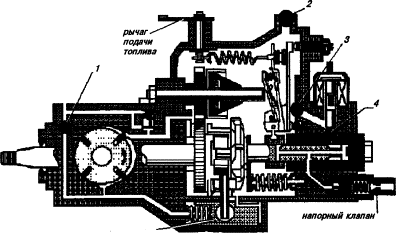 рычаг
подачи
топлива
2
3
1
4
напорный клапан